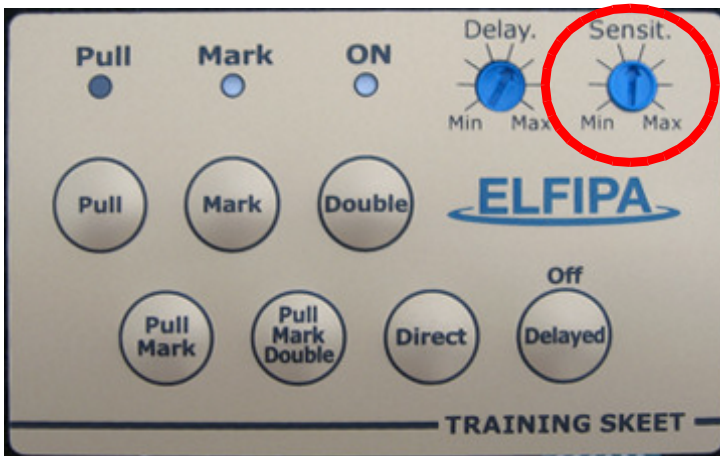 Pull Mark ON Delay. Sensit.
Min Max Min Max
Pull Mark Double ELFIPA
Off
Pull Mark
Pull Mark Double
Direct Delayed
TRAINING SKEET